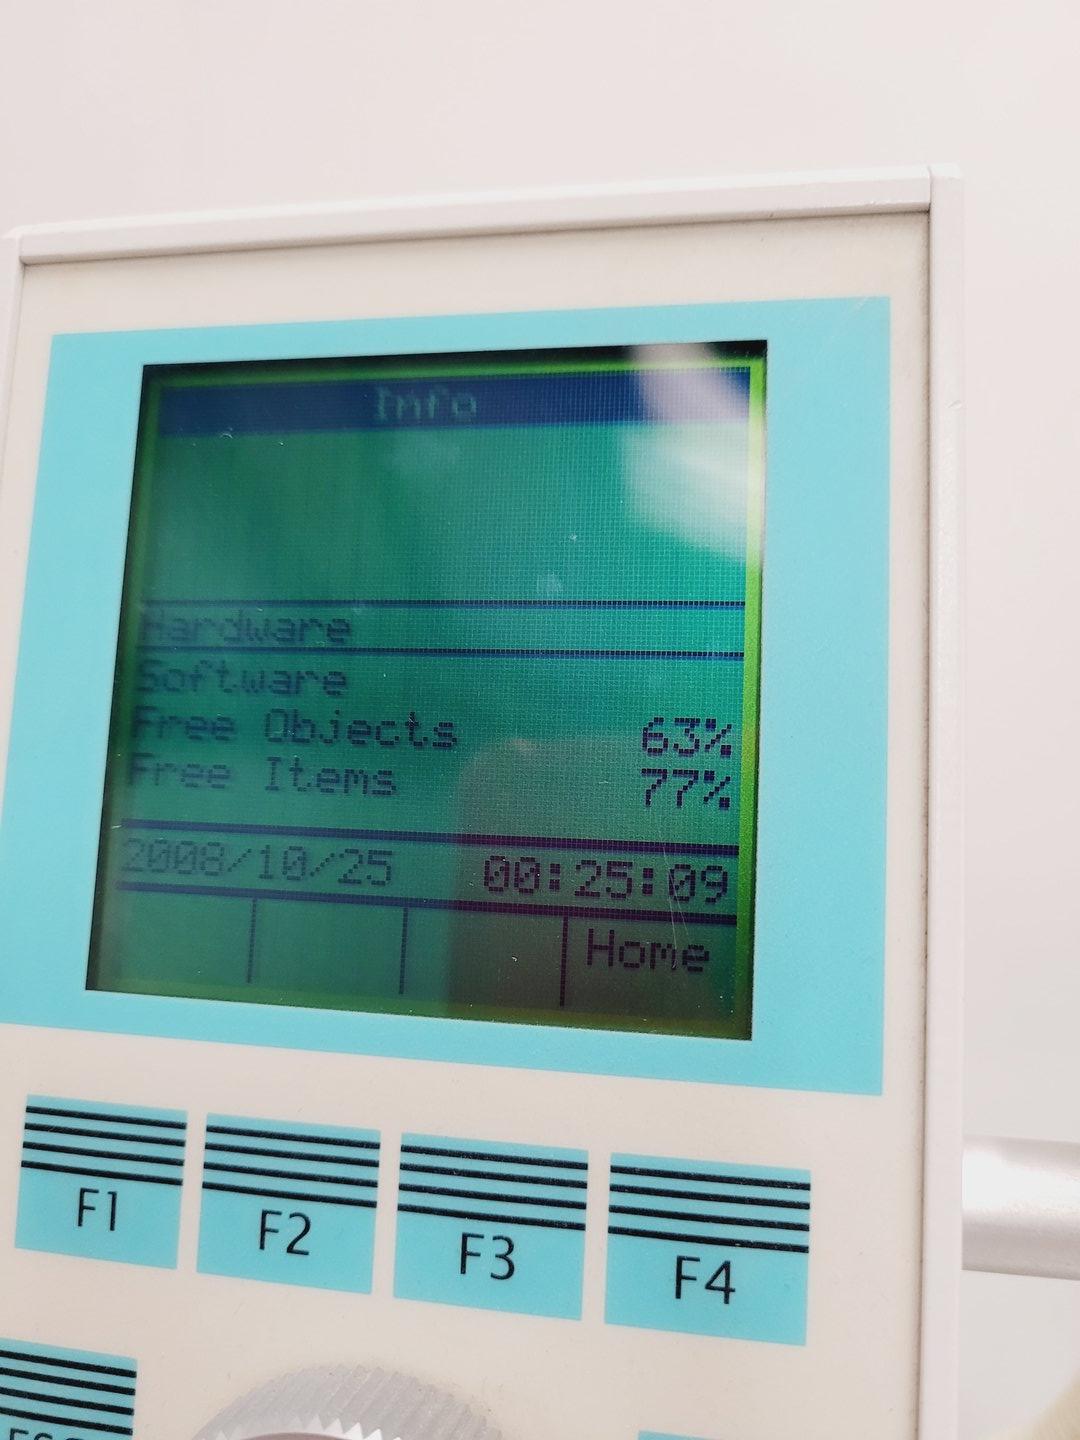 Info
Hardware
Software
Free Objects 63%
Free Items 77%
2008/10/25 00:25:09
Home
F1 F2 F3 F4